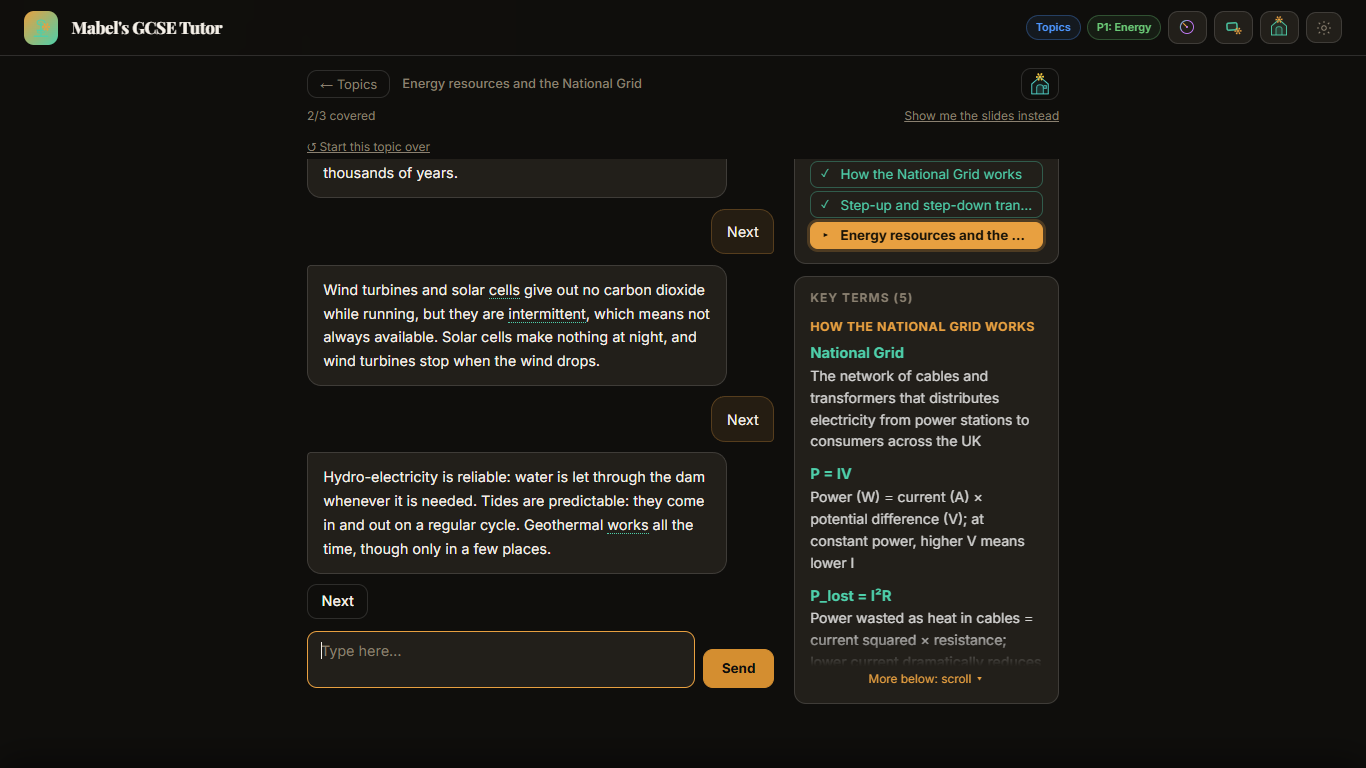 Mabel's GCSE Tutor
Topics
P1: Energy
← Topics
Energy resources and the National Grid
2/3 covered
Show me the slides instead
↺ Start this topic over
thousands of years.
Next
Wind turbines and solar cells give out no carbon dioxide
while running, but they are intermittent, which means not
always available. Solar cells make nothing at night, and
wind turbines stop when the wind drops.
Next
Hydro-electricity is reliable: water is let through the dam
whenever it is needed. Tides are predictable: they come
in and out on a regular cycle. Geothermal works all the
time, though only in a few places.
Next
Type here...
Send
✓ How the National Grid works
✓ Step-up and step-down tran...
▸ Energy resources and the ...
KEY TERMS (5)
HOW THE NATIONAL GRID WORKS
National Grid
The network of cables and
transformers that distributes
electricity from power stations to
consumers across the UK
P = IV
Power (W) = current (A) ×
potential difference (V); at
constant power, higher V means
lower I
P_lost = I²R
Power wasted as heat in cables =
current squared × resistance;
lower current dramatically reduces
More below: scroll ▾